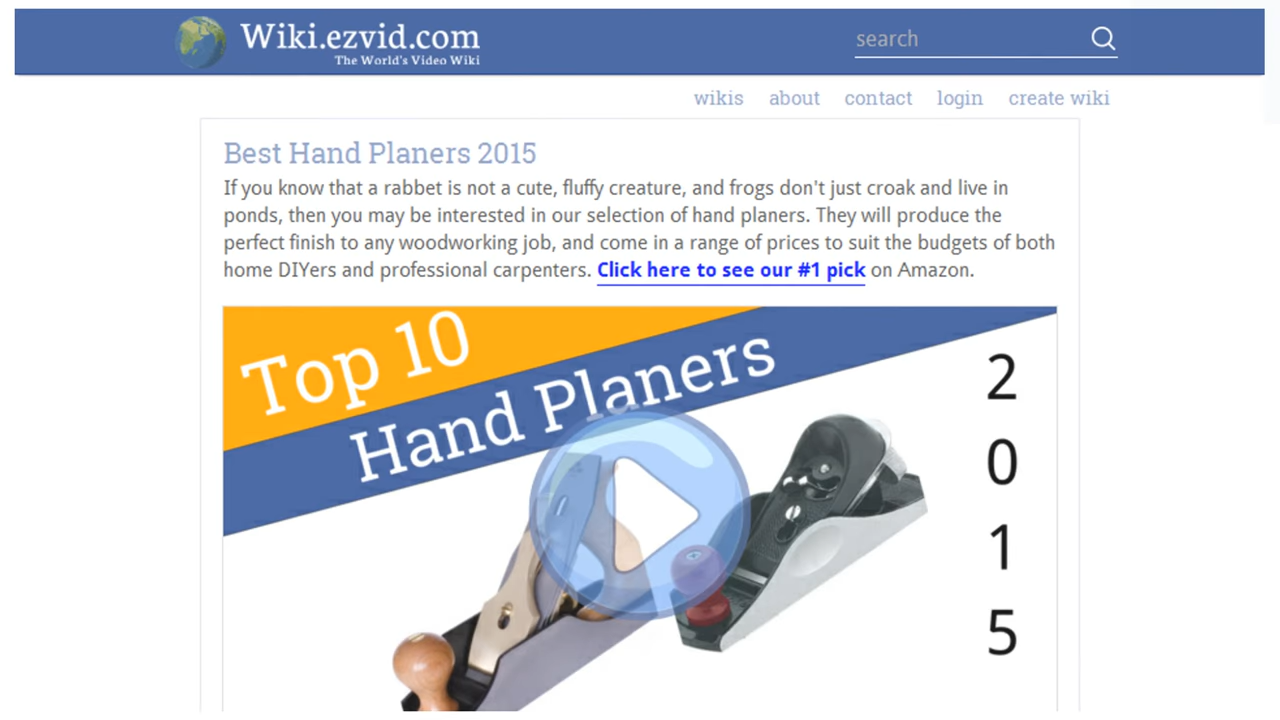 Wiki.ezvid.com
The World's Video Wiki
search
wikis about contact login create wiki
Best Hand Planers 2015
If you know that a rabbet is not a cute, fluffy creature, and frogs don't just croak and live in
ponds, then you may be interested in our selection of hand planers. They will produce the
perfect finish to any woodworking job, and come in a range of prices to suit the budgets of both
home DIYers and professional carpenters. Click here to see our #1 pick on Amazon.
Top 10
Hand Planers
2
0
1
5